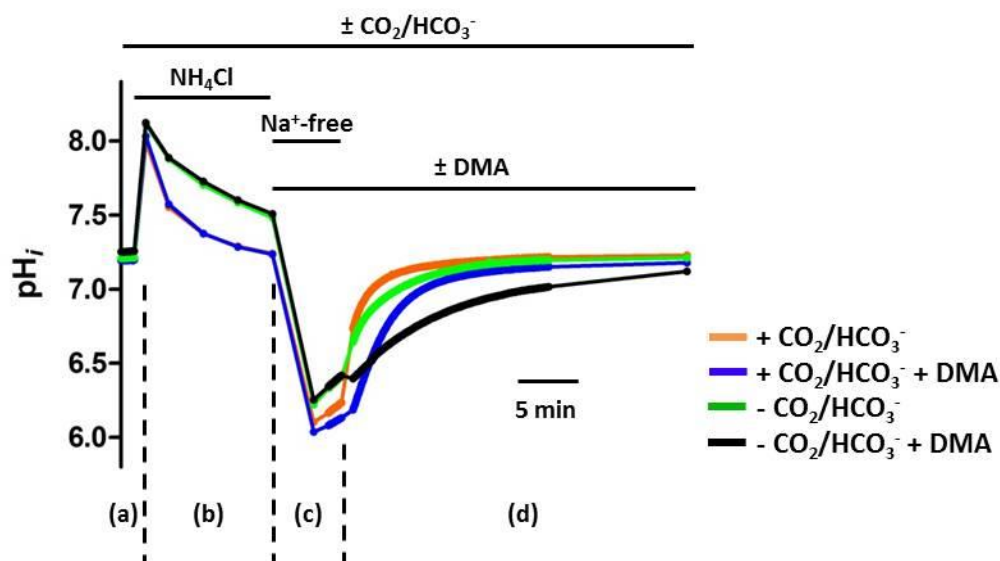 ± CO₂/HCO₃⁻
NH₄Cl
Na⁺-free
± DMA
8.0
7.5
7.0
6.5
6.0
pHᵢ
5 min
+ CO₂/HCO₃⁻
+ CO₂/HCO₃⁻ + DMA
- CO₂/HCO₃⁻
- CO₂/HCO₃⁻ + DMA
(a) (b) (c) (d)